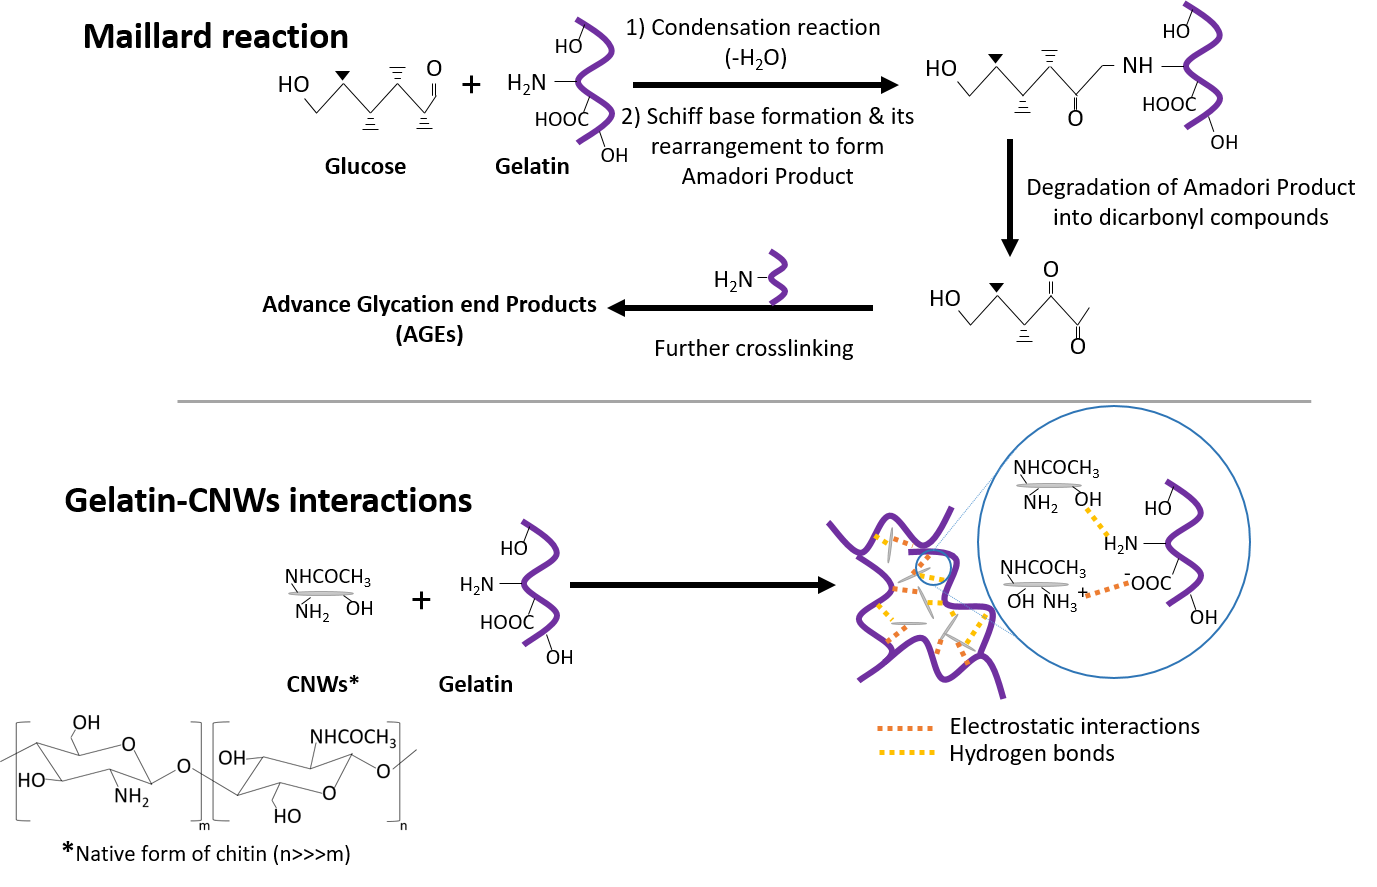 Maillard reaction
HO
O
+
HO
H₂N
HOOC
OH
Glucose
Gelatin
1) Condensation reaction
(-H₂O)
2) Schiff base formation & its
rearrangement to form
Amadori Product
HO
O
NH
HO
HOOC
OH
Degradation of Amadori Product
into dicarbonyl compounds
HO
O
O
H₂N
Further crosslinking
Advance Glycation end Products
(AGEs)
Gelatin-CNWs interactions
NHCOCH₃
NH₂
OH
+
HO
H₂N
HOOC
OH
CNWs*
Gelatin
NHCOCH₃
NH₂
OH
HO
H₂N
NHCOCH₃
OH
NH₃⁺
⁻OOC
OH
Electrostatic interactions
Hydrogen bonds
OH
O
HO
NH₂
O
m
NHCOCH₃
OH
O
O
HO
n
*Native form of chitin (n>>>m)